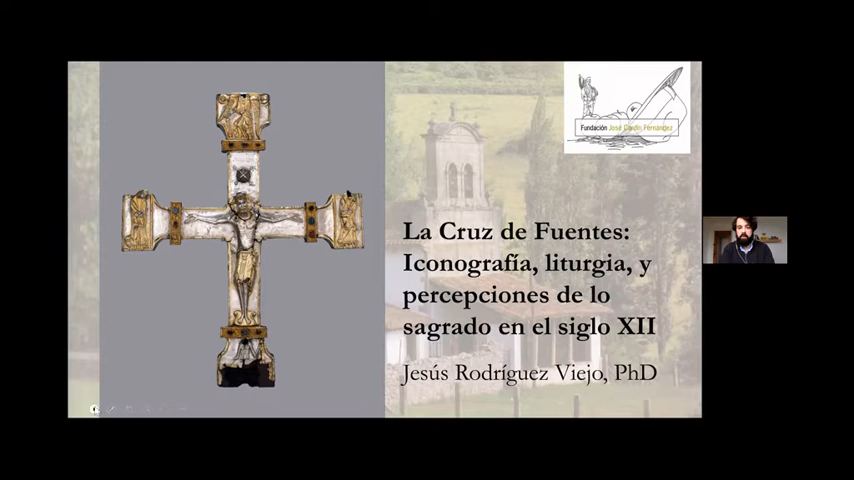 Fundación José Cardín Fernández
La Cruz de Fuentes:
Iconografía, liturgia, y
percepciones de lo
sagrado en el siglo XII
Jesús Rodríguez Viejo, PhD